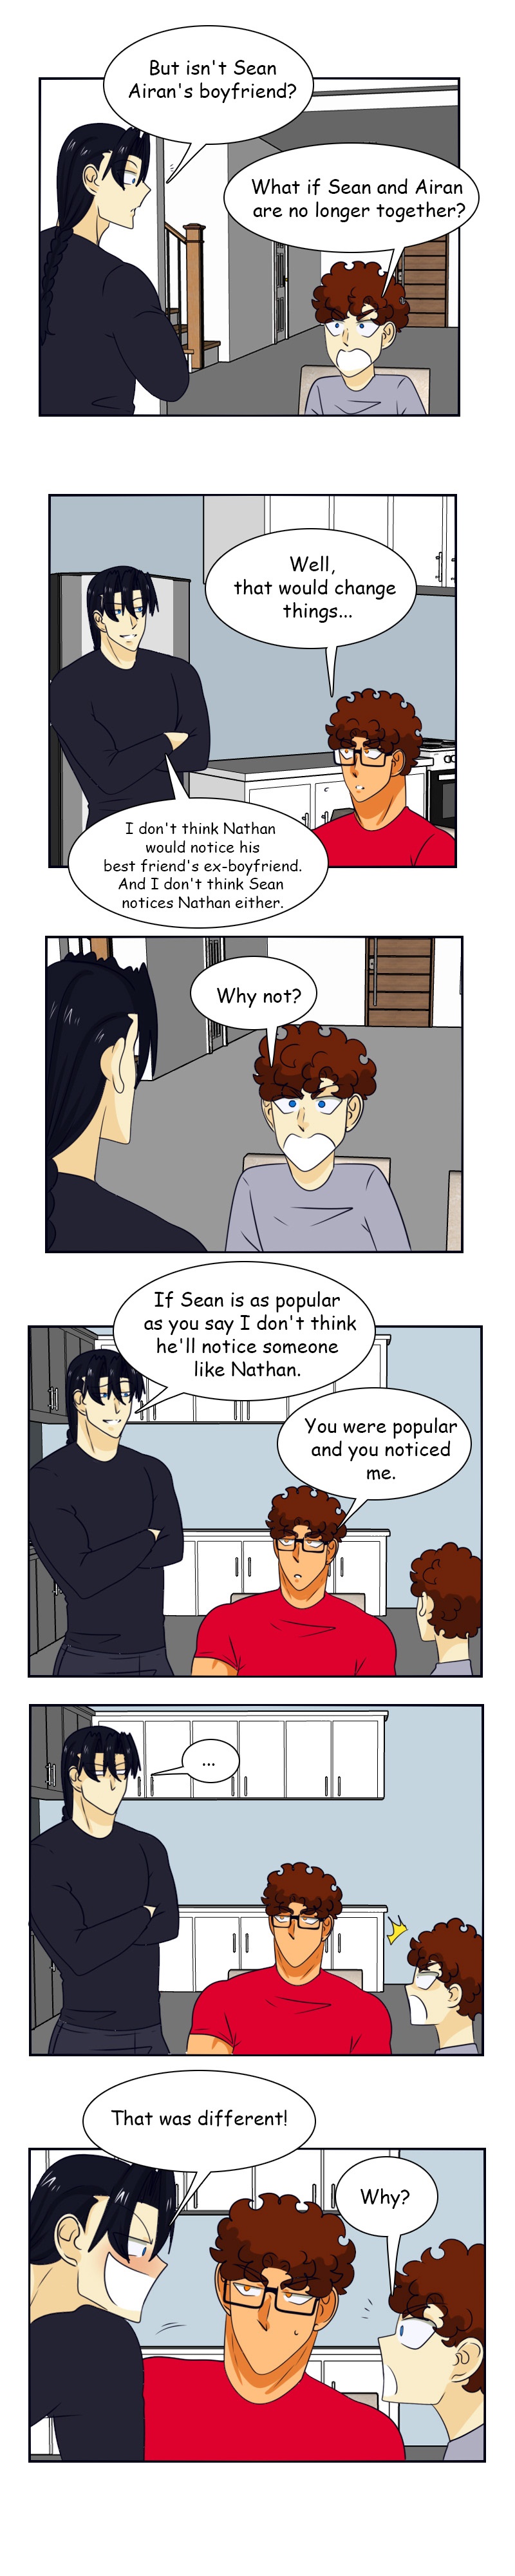 But isn't Sean
Airan's boyfriend?
What if Sean and Airan
are no longer together?
Well,
that would change
things...
I don't think Nathan
would notice his
best friend's ex-boyfriend.
And I don't think Sean
notices Nathan either.
Why not?
If Sean is as popular
as you say I don't think
he'll notice someone
like Nathan.
You were popular
and you noticed
me.
...
That was different!
Why?